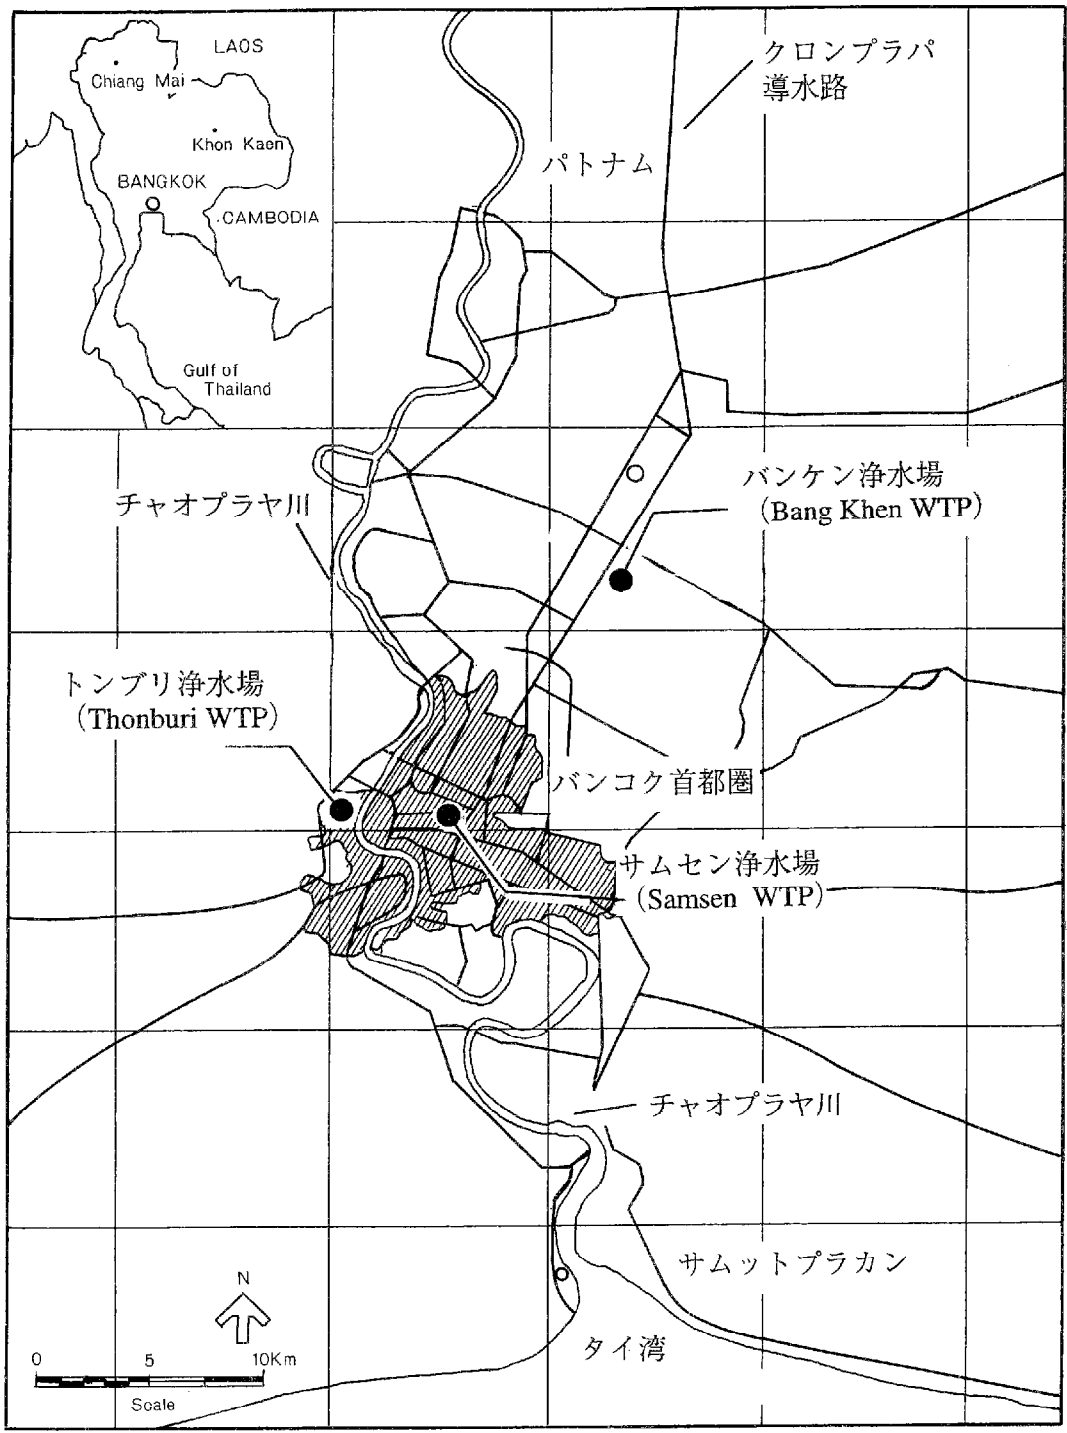 LAOS
Chiang Mai
Khon Kaen
BANGKOK
CAMBODIA
Gulf of
Thailand
クロンプラパ
導水路
パトナム
チャオプラヤ川
バンケン浄水場
(Bang Khen WTP)
トンブリ浄水場
(Thonburi WTP)
バンコク首都圏
サムセン浄水場
(Samsen WTP)
チャオプラヤ川
サムットプラカン
タイ湾
N
0 5 10Km
Scale